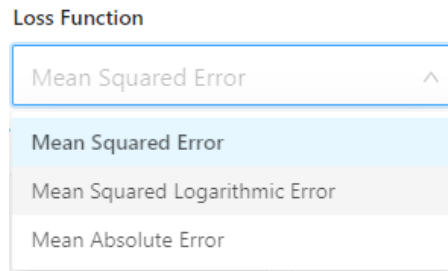 Loss Function
Mean Squared Error
Mean Squared Error
Mean Squared Logarithmic Error
Mean Absolute Error